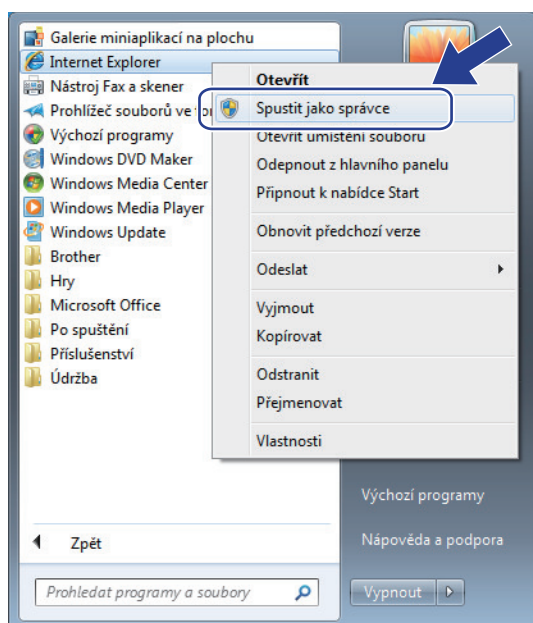 Galerie miniaplikací na plochu
Internet Explorer
Nástroj Fax a skener
Prohlížeč souborů ve
Výchozí programy
Windows DVD Maker
Windows Media Center
Windows Media Player
Windows Update
Brother
Hry
Microsoft Office
Po spuštění
Příslušenství
Údržba
Zpět
Prohledat programy a soubory
Otevřít
Spustit jako správce
Otevřít umístění souboru
Odepnout z hlavního panelu
Připnout k nabídce Start
Obnovit předchozí verze
Odeslat
Vyjmout
Kopírovat
Odstranit
Přejmenovat
Vlastnosti
Výchozí programy
Nápověda a podpora
Vypnout